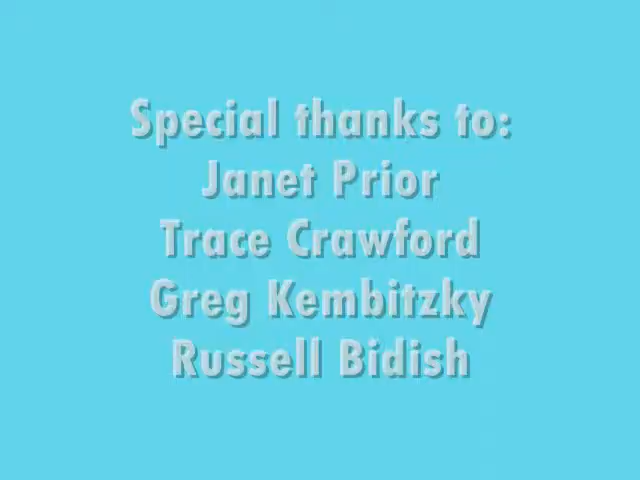 Special thanks to:
Janet Prior
Trace Crawford
Greg Kembitzky
Russell Bidish